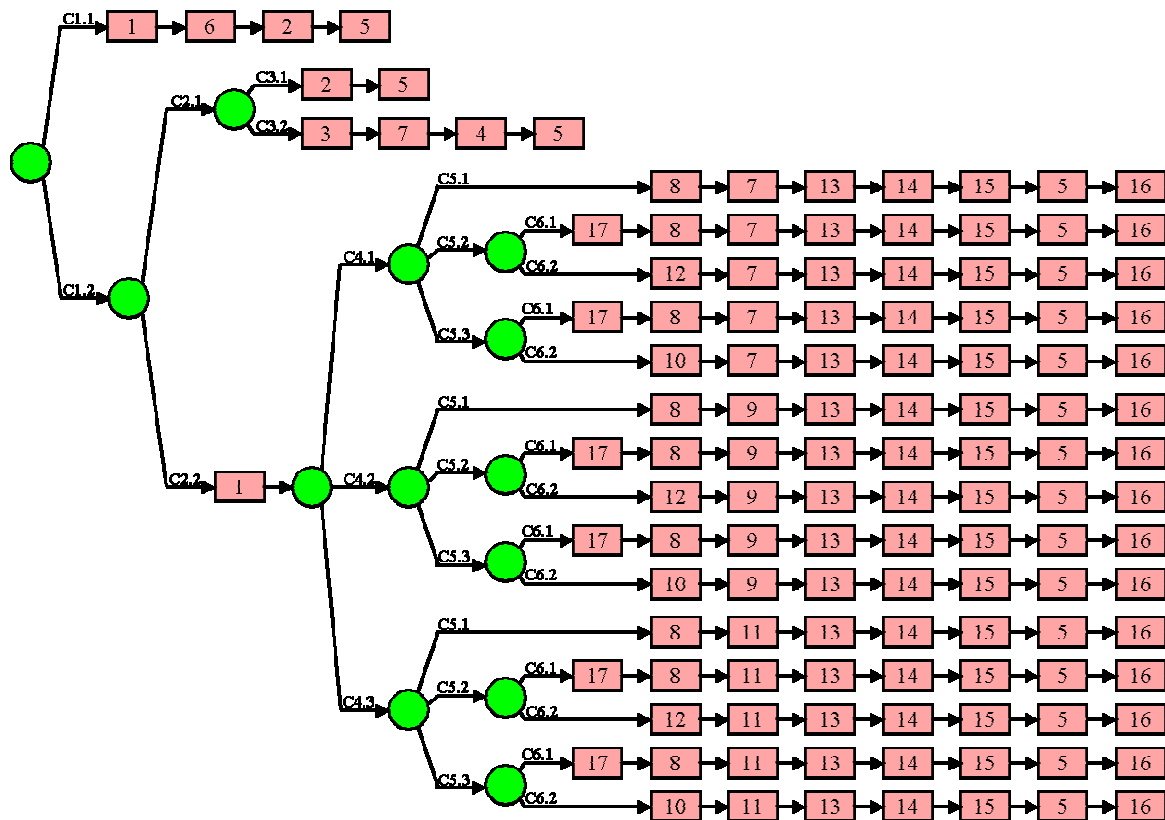 C1.1 1 6 2 5
C3.1 2 5
C2.1
C3.2 3 7 4 5
C5.1 8 7 13 14 15 5 16
C6.1 17 8 7 13 14 15 5 16
C5.2
C4.1
C6.2 12 7 13 14 15 5 16
C1.2
C6.1 17 8 7 13 14 15 5 16
C5.3
C6.2 10 7 13 14 15 5 16
C5.1 8 9 13 14 15 5 16
C6.1 17 8 9 13 14 15 5 16
C5.2
C2.2 1 C4.2
C6.2 12 9 13 14 15 5 16
C6.1 17 8 9 13 14 15 5 16
C5.3
C6.2 10 9 13 14 15 5 16
C5.1 8 11 13 14 15 5 16
C6.1 17 8 11 13 14 15 5 16
C5.2
C4.3
C6.2 12 11 13 14 15 5 16
C6.1 17 8 11 13 14 15 5 16
C5.3
C6.2 10 11 13 14 15 5 16